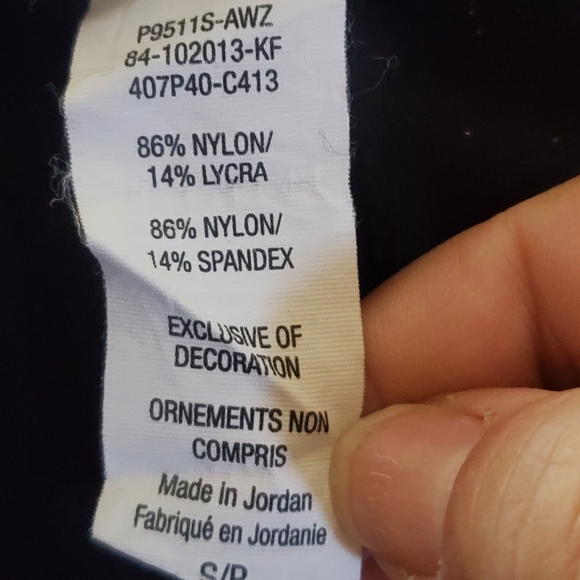 P9511S-AWZ
84-102013-KF
407P40-C413
86% NYLON/
14% LYCRA
86% NYLON/
14% SPANDEX
EXCLUSIVE OF
DECORATION
ORNEMENTS NON
COMPRIS
Made in Jordan
Fabriqué en Jordanie
S/P